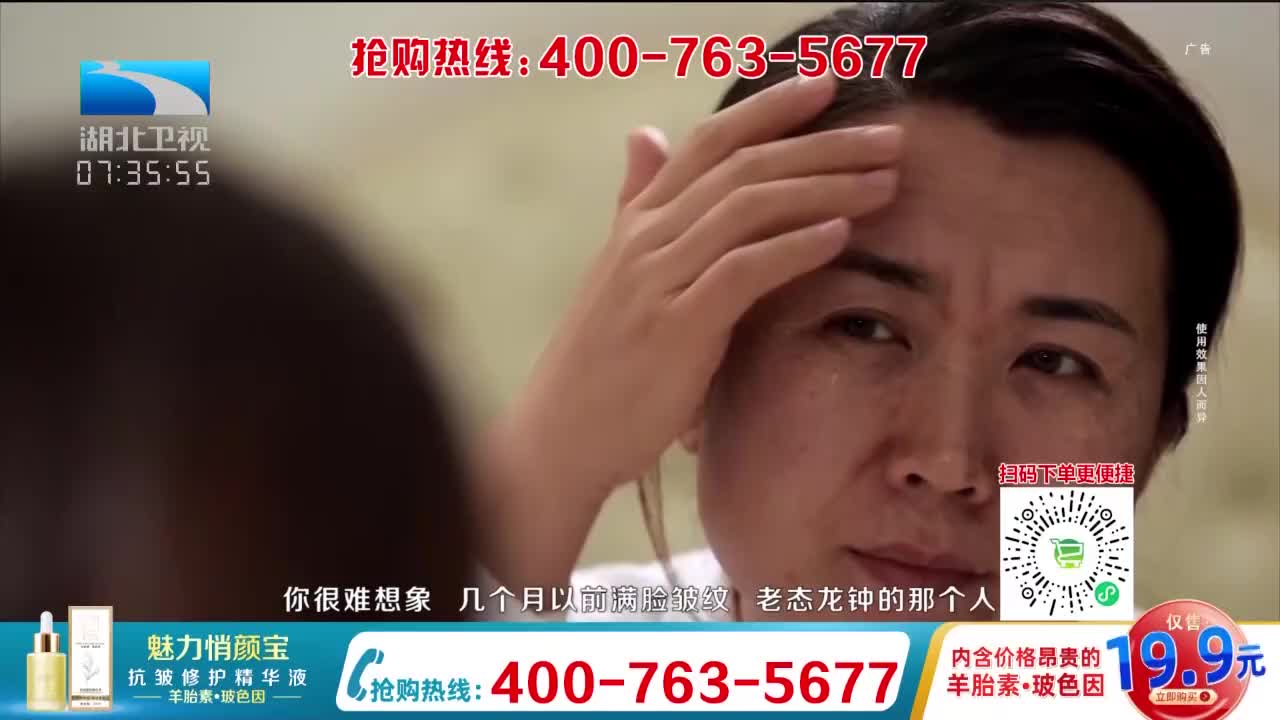 抢购热线:400-763-5677
广告
湖北卫视
07:35:55
使用效果因人而异
扫码下单更便捷
你很难想象 几个月以前满脸皱纹 老态龙钟的那个人
魅力悄颜宝
抗皱修护精华液
羊胎素•玻色因
抢购热线:400-763-5677
内含价格昂贵的
羊胎素•玻色因
仅售
19.9元
立即购买